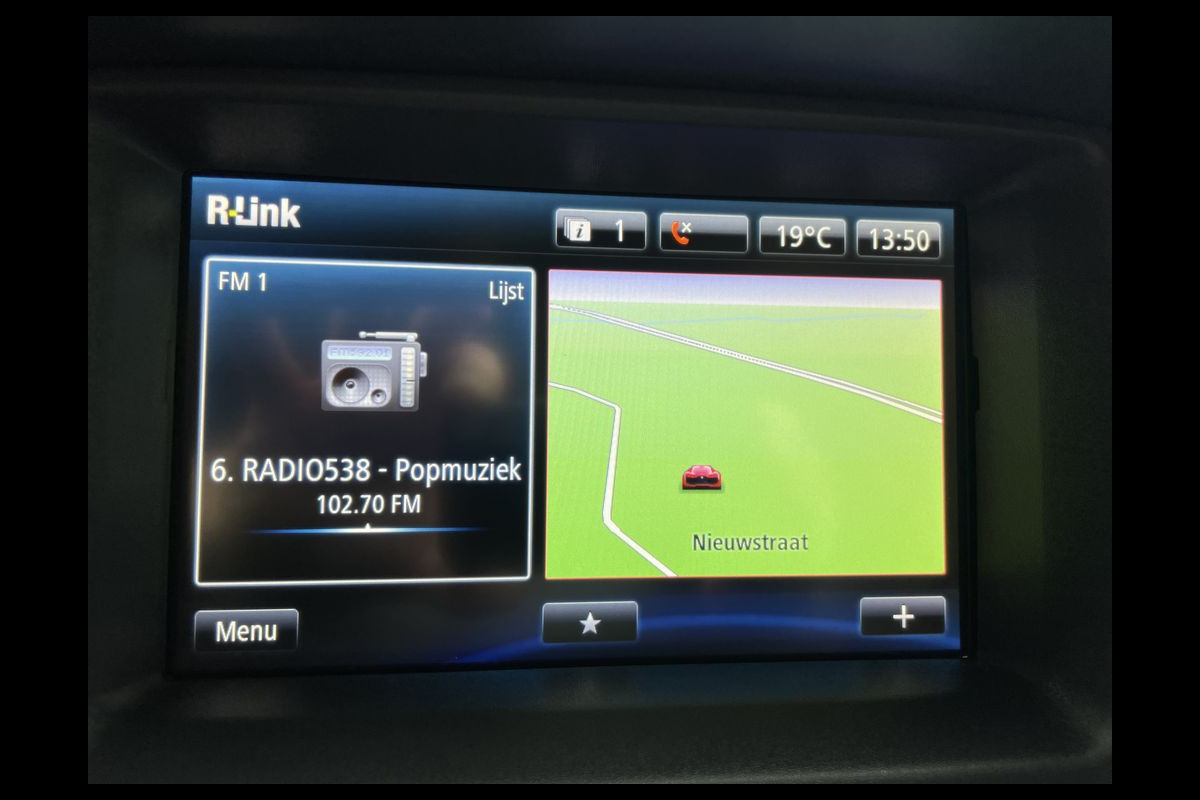 R-Link
1
19°C
13:50
FM 1
Lijst
6. RADIO538 - Popmuziek
102.70 FM
Nieuwstraat
Menu